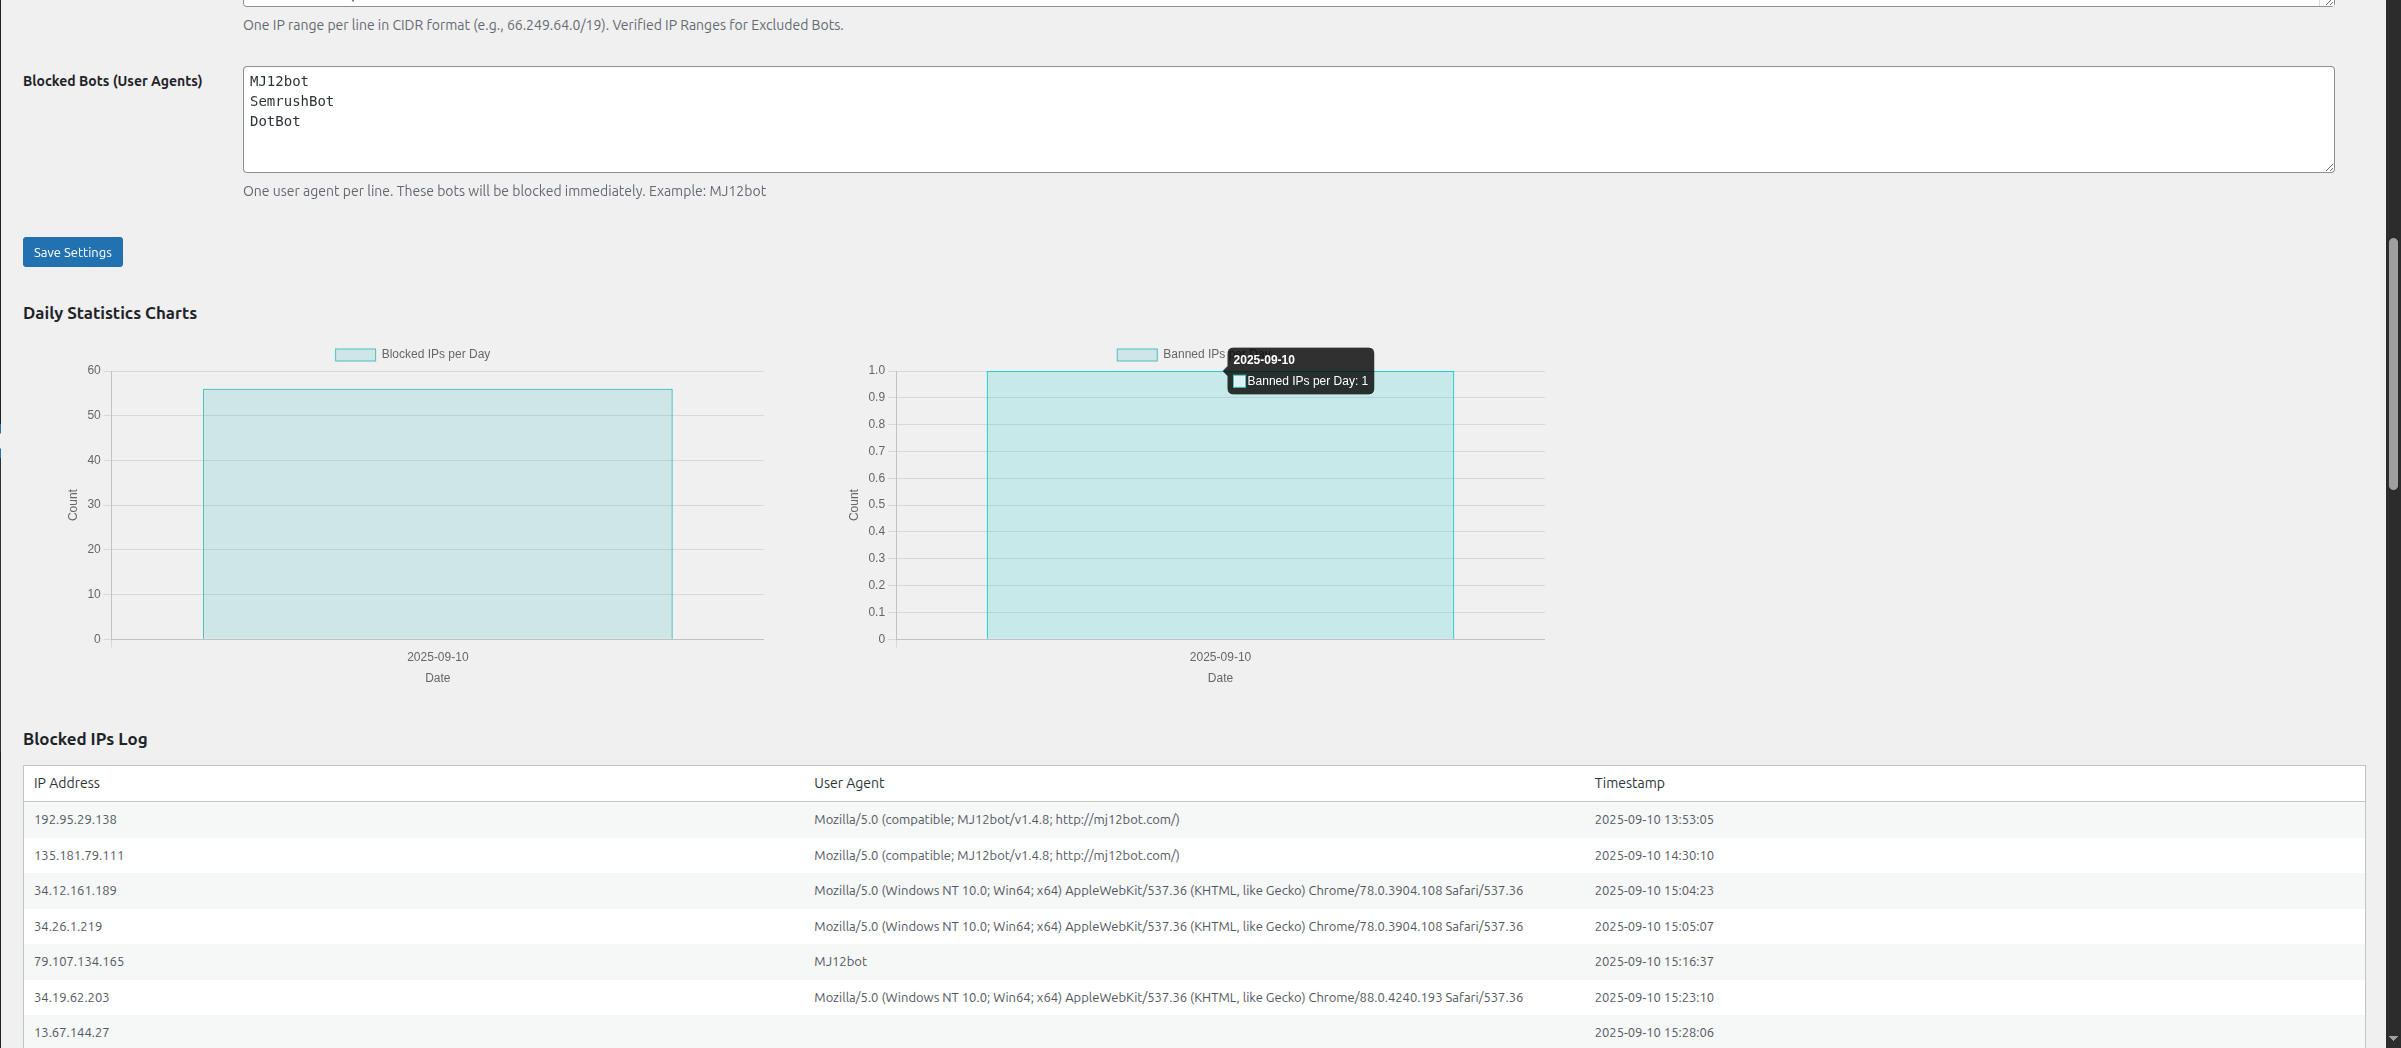 One IP range per line in CIDR format (e.g., 66.249.64.0/19). Verified IP Ranges for Excluded Bots.
Blocked Bots (User Agents)
MJ12bot
SemrushBot
DotBot
One user agent per line. These bots will be blocked immediately. Example: MJ12bot
Save Settings
Daily Statistics Charts
Blocked IPs per Day
60
50
40
30
20
10
0
Count
2025-09-10
Date
Banned IPs
2025-09-10
Banned IPs per Day: 1
1.0
0.9
0.8
0.7
0.6
0.5
0.4
0.3
0.2
0.1
0
Count
2025-09-10
Date
Blocked IPs Log
IP Address User Agent Timestamp
192.95.29.138 Mozilla/5.0 (compatible; MJ12bot/v1.4.8; http://mj12bot.com/) 2025-09-10 13:53:05
135.181.79.111 Mozilla/5.0 (compatible; MJ12bot/v1.4.8; http://mj12bot.com/) 2025-09-10 14:30:10
34.12.161.189 Mozilla/5.0 (Windows NT 10.0; Win64; x64) AppleWebKit/537.36 (KHTML, like Gecko) Chrome/78.0.3904.108 Safari/537.36 2025-09-10 15:04:23
34.26.1.219 Mozilla/5.0 (Windows NT 10.0; Win64; x64) AppleWebKit/537.36 (KHTML, like Gecko) Chrome/78.0.3904.108 Safari/537.36 2025-09-10 15:05:07
79.107.134.165 MJ12bot 2025-09-10 15:16:37
34.19.62.203 Mozilla/5.0 (Windows NT 10.0; Win64; x64) AppleWebKit/537.36 (KHTML, like Gecko) Chrome/88.0.4240.193 Safari/537.36 2025-09-10 15:23:10
13.67.144.27 2025-09-10 15:28:06